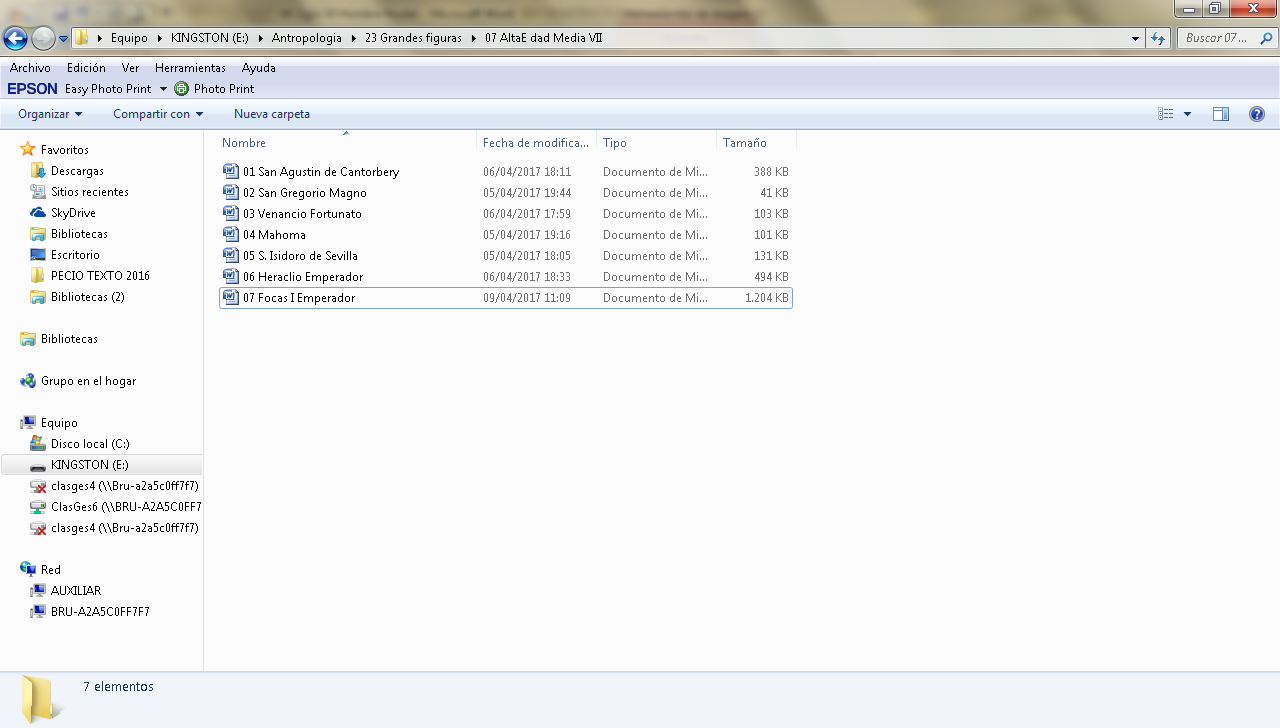 Equipo KINGSTON (E:) Antropologia 23 Grandes figuras 07 AltaE dad Media VII Buscar 07 ...
Archivo Edición Ver Herramientas Ayuda
EPSON Easy Photo Print Photo Print
Organizar Compartir con Nueva carpeta
Favoritos
Descargas
Sitios recientes
SkyDrive
Bibliotecas
Escritorio
PECIO TEXTO 2016
Bibliotecas (2)
Bibliotecas
Grupo en el hogar
Equipo
Disco local (C:)
KINGSTON (E:)
clasges4 (\\Bru-a2a5c0ff7f7)
ClasGes6 (\\BRU-A2A5C0FF7
clasges4 (\\Bru-a2a5c0ff7f7)
Red
AUXILIAR
BRU-A2A5C0FF7F7
Nombre Fecha de modifica... Tipo Tamaño
01 San Agustin de Cantorbery 06/04/2017 18:11 Documento de Mi... 388 KB
02 San Gregorio Magno 05/04/2017 19:44 Documento de Mi... 41 KB
03 Venancio Fortunato 06/04/2017 17:59 Documento de Mi... 103 KB
04 Mahoma 05/04/2017 19:16 Documento de Mi... 101 KB
05 S. Isidoro de Sevilla 05/04/2017 18:05 Documento de Mi... 131 KB
06 Heraclio Emperador 06/04/2017 18:33 Documento de Mi... 494 KB
07 Focas I Emperador 09/04/2017 11:09 Documento de Mi... 1.204 KB
7 elementos